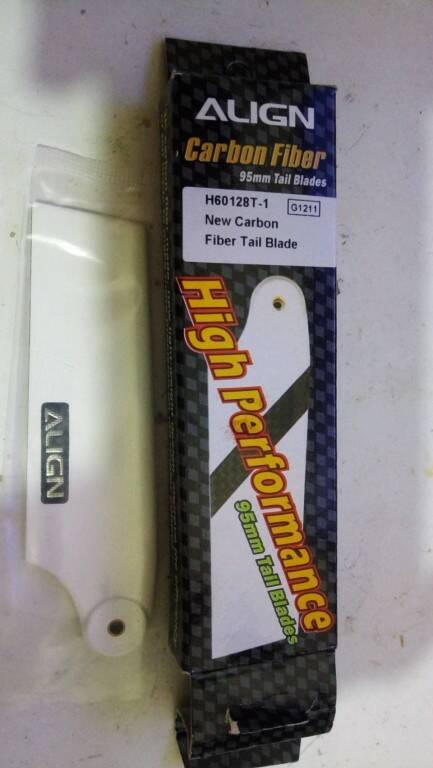 ALIGN
Carbon Fiber
95mm Tail Blades
H60128T-1
G1211
New Carbon
Fiber Tail Blade
High Performance
95mm Tail Blades
ALIGN